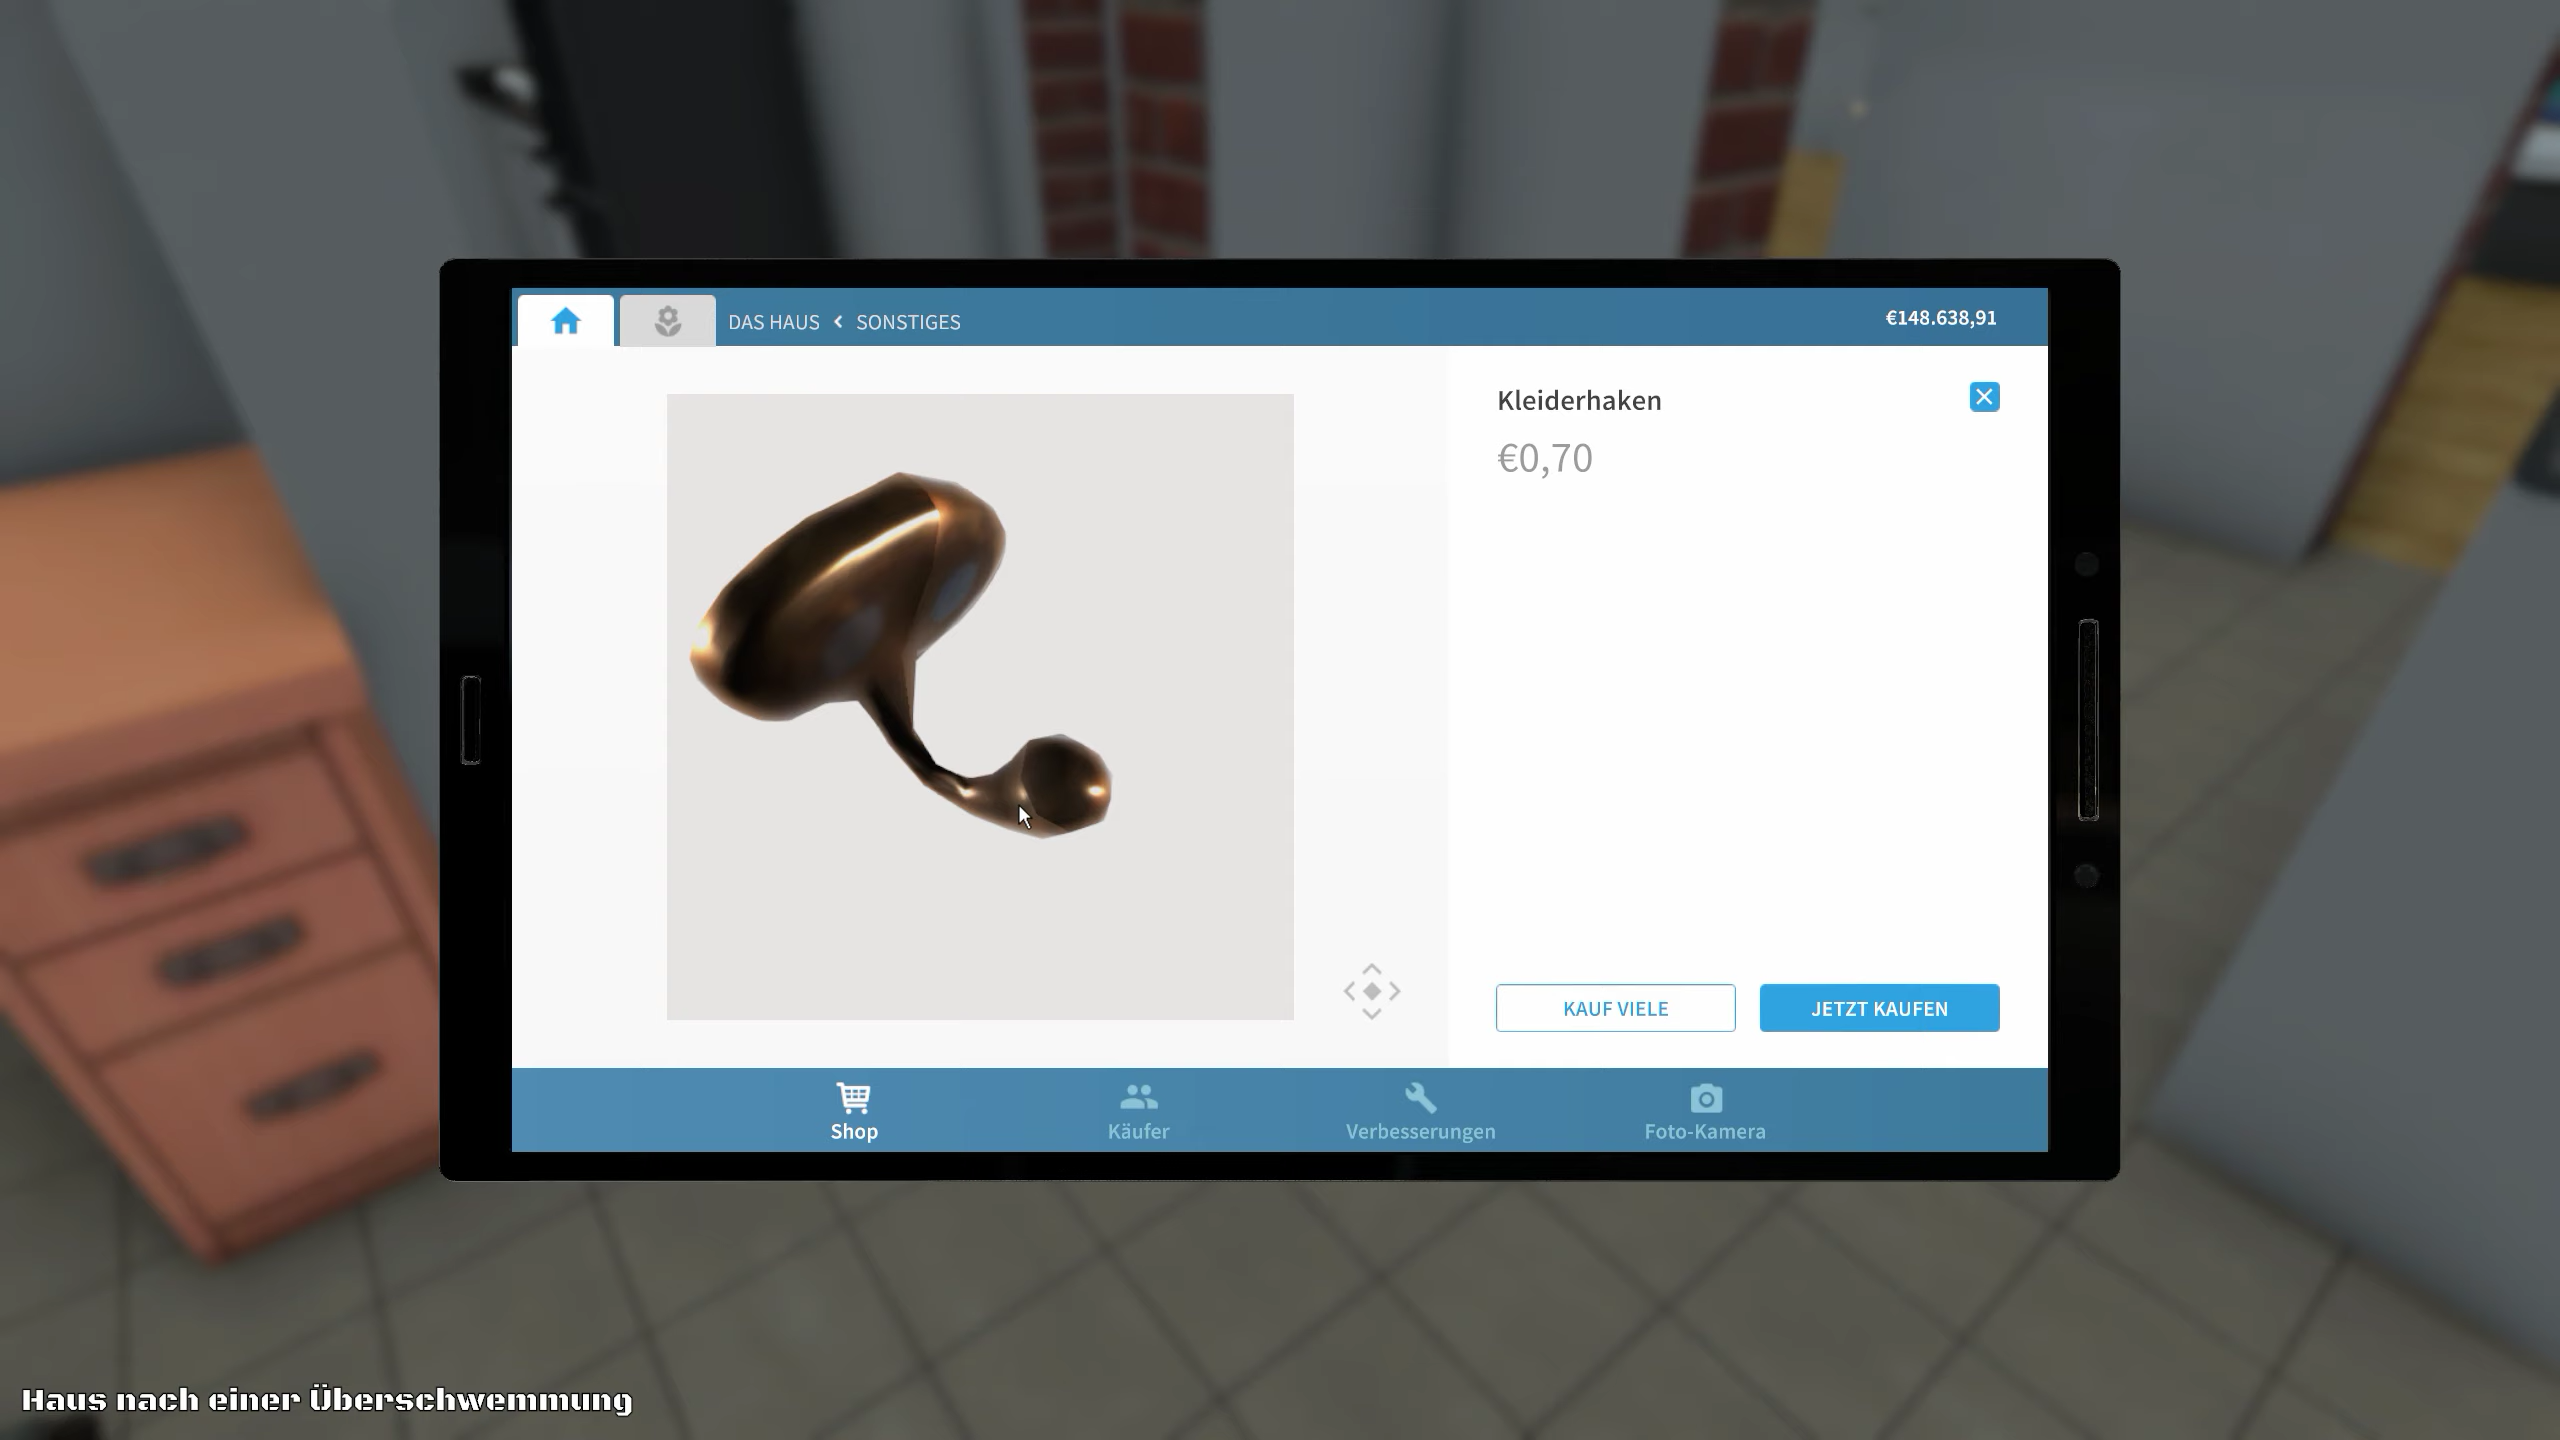 DAS HAUS < SONSTIGES
€148.638,91
Kleiderhaken
€0,70
KAUF VIELE
JETZT KAUFEN
Shop
Käufer
Verbesserungen
Foto-Kamera
Haus nach einer Überschwemmung